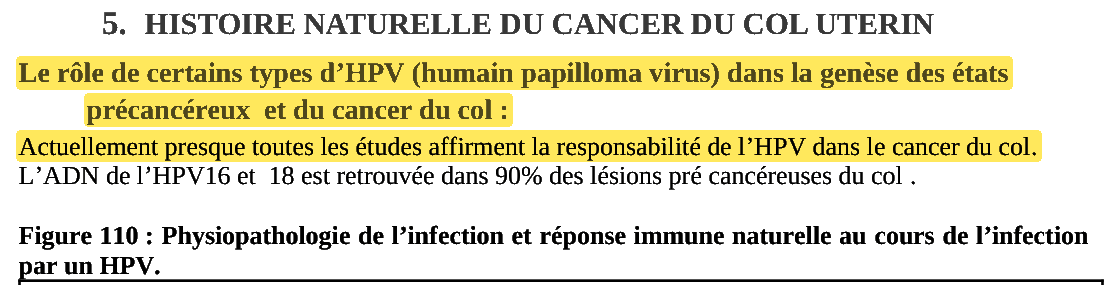 5. HISTOIRE NATURELLE DU CANCER DU COL UTERIN
Le rôle de certains types d’HPV (humain papilloma virus) dans la genèse des états
précancéreux et du cancer du col :
Actuellement presque toutes les études affirment la responsabilité de l’HPV dans le cancer du col.
L’ADN de l’HPV16 et 18 est retrouvée dans 90% des lésions pré cancéreuses du col .
Figure 110 : Physiopathologie de l’infection et réponse immune naturelle au cours de l’infection
par un HPV.